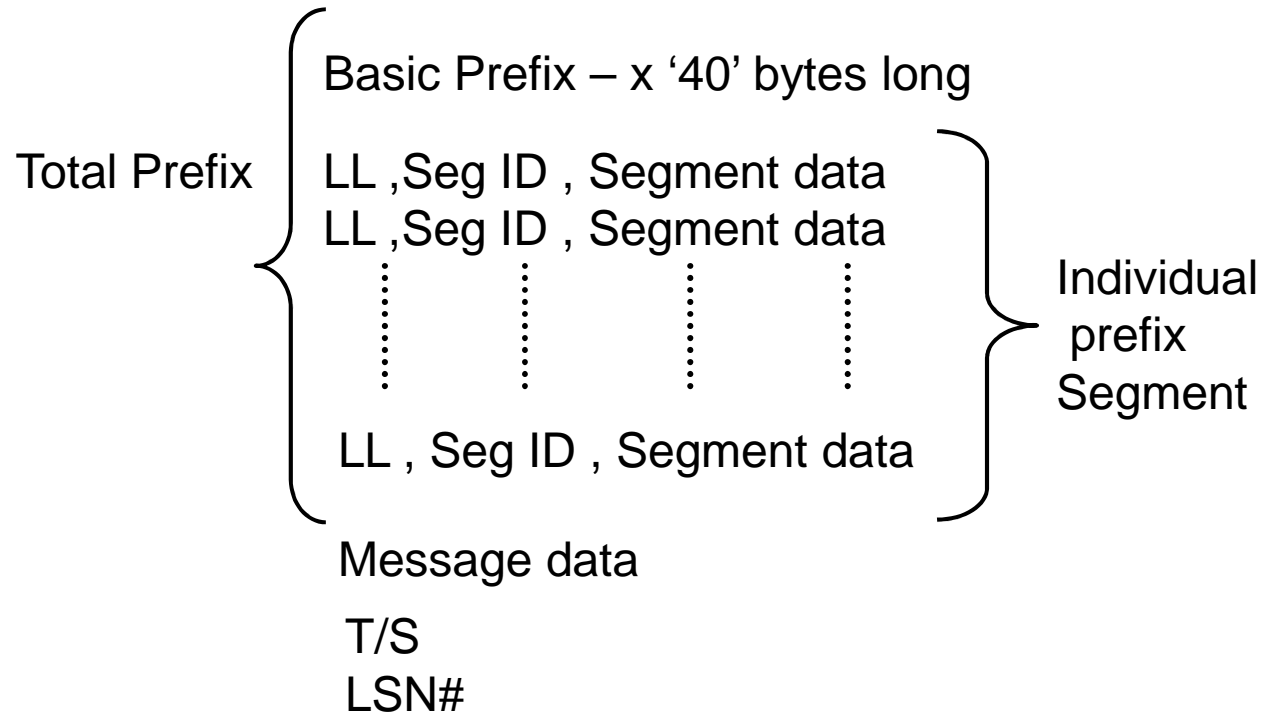 Basic Prefix – x ‘40’ bytes long
Total Prefix
LL ,Seg ID , Segment data
LL ,Seg ID , Segment data
Individual
prefix
Segment
LL , Seg ID , Segment data
Message data
T/S
LSN#